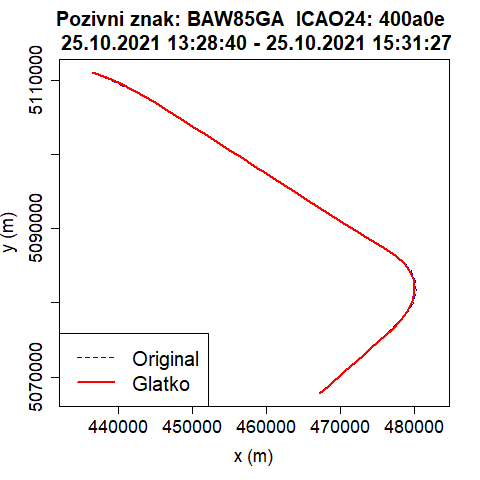 Pozivni znak: BAW85GA  ICAO24: 400a0e
25.10.2021 13:28:40 - 25.10.2021 15:31:27
5110000
5090000
5070000
y (m)
Original
Glatko
440000 450000 460000 470000 480000
x (m)